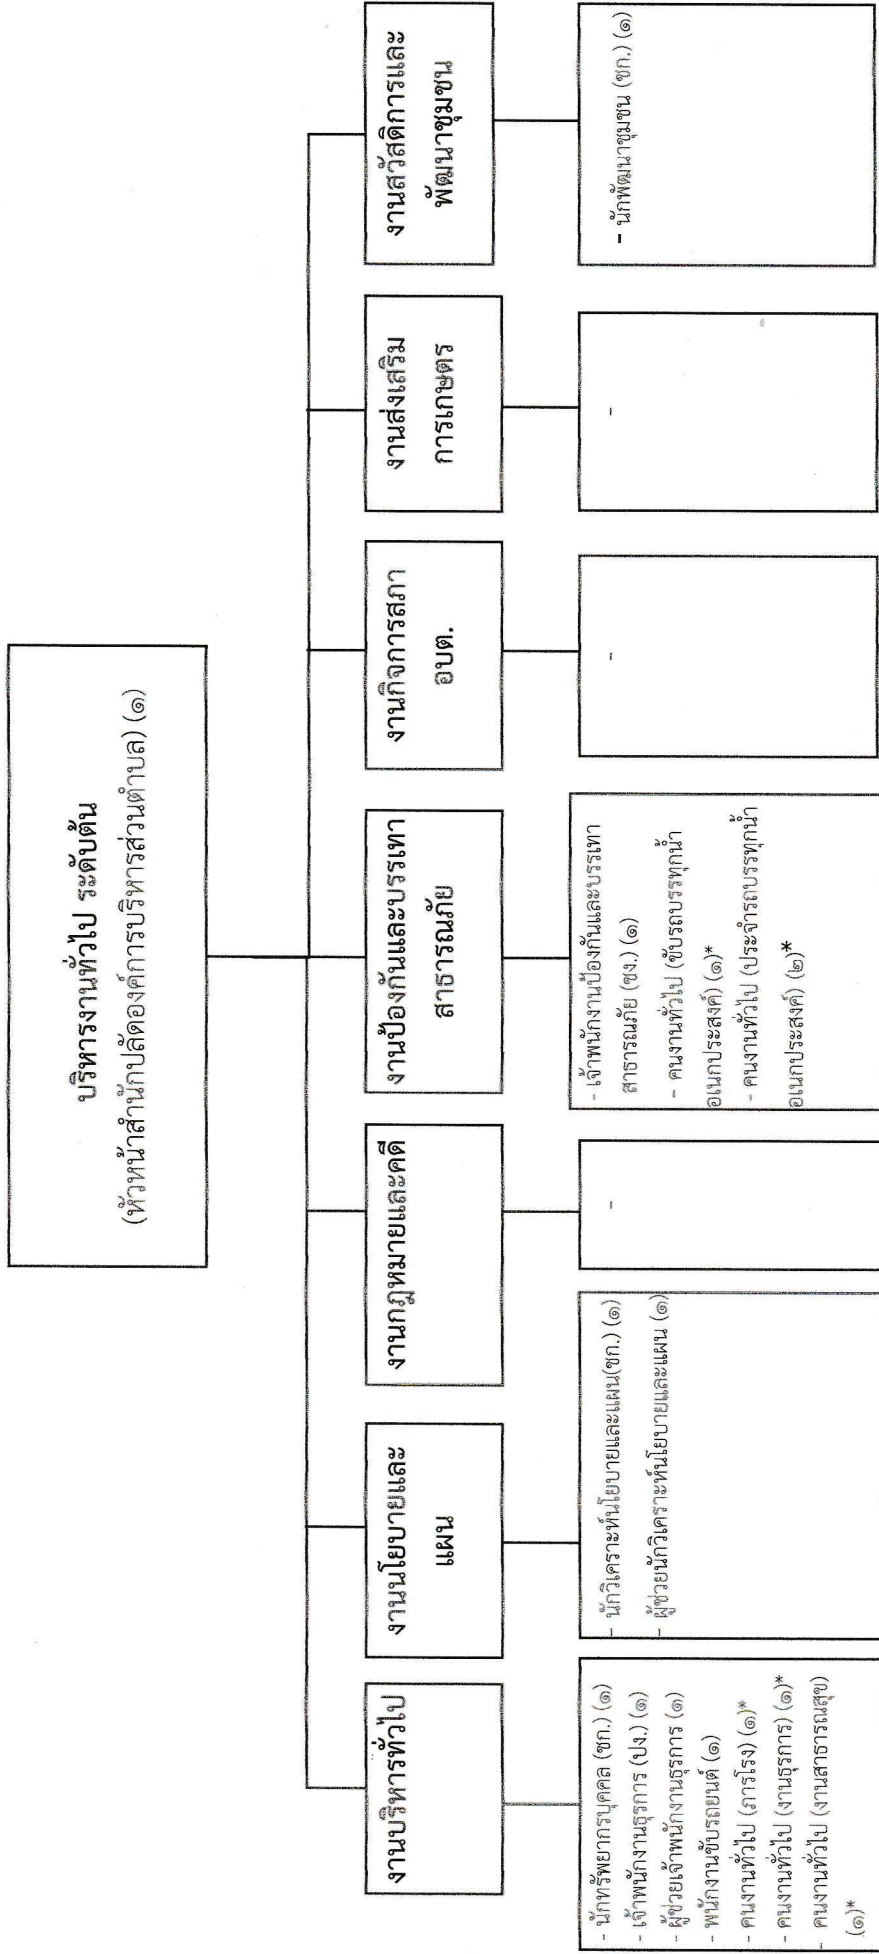 บริหารงานทั่วไป ระดับต้น
(หัวหน้าสำนักปลัดองค์การบริหารส่วนตำบล) (๑)
งานบริหารทั่วไป
- นักทรัพยากรบุคคล (ชก.) (๑)
- เจ้าพนักงานธุรการ (ปง.) (๑)
- ผู้ช่วยเจ้าพนักงานธุรการ (๑)
- พนักงานขับรถยนต์ (๑)
- คนงานทั่วไป (ภารโรง) (๑)*
- คนงานทั่วไป (งานธุรการ) (๑)*
- คนงานทั่วไป (งานสาธารณสุข)
(๑)*
งานนโยบายและ
แผน
- นักวิเคราะห์นโยบายและแผน(ชก.) (๑)
- ผู้ช่วยนักวิเคราะห์นโยบายและแผน (๑)
งานกฎหมายและคดี
-
งานป้องกันและบรรเทา
สาธารณภัย
- เจ้าพนักงานป้องกันและบรรเทา
สาธารณภัย (ชง.) (๑)
- คนงานทั่วไป (ขับรถบรรทุกน้ำ
อเนกประสงค์) (๑)*
- คนงานทั่วไป (ประจำรถบรรทุกน้ำ
อเนกประสงค์) (๒)*
งานกิจการสภา
อบต.
-
งานส่งเสริม
การเกษตร
-
งานสวัสดิการและ
พัฒนาชุมชน
- นักพัฒนาชุมชน (ชก.) (๑)